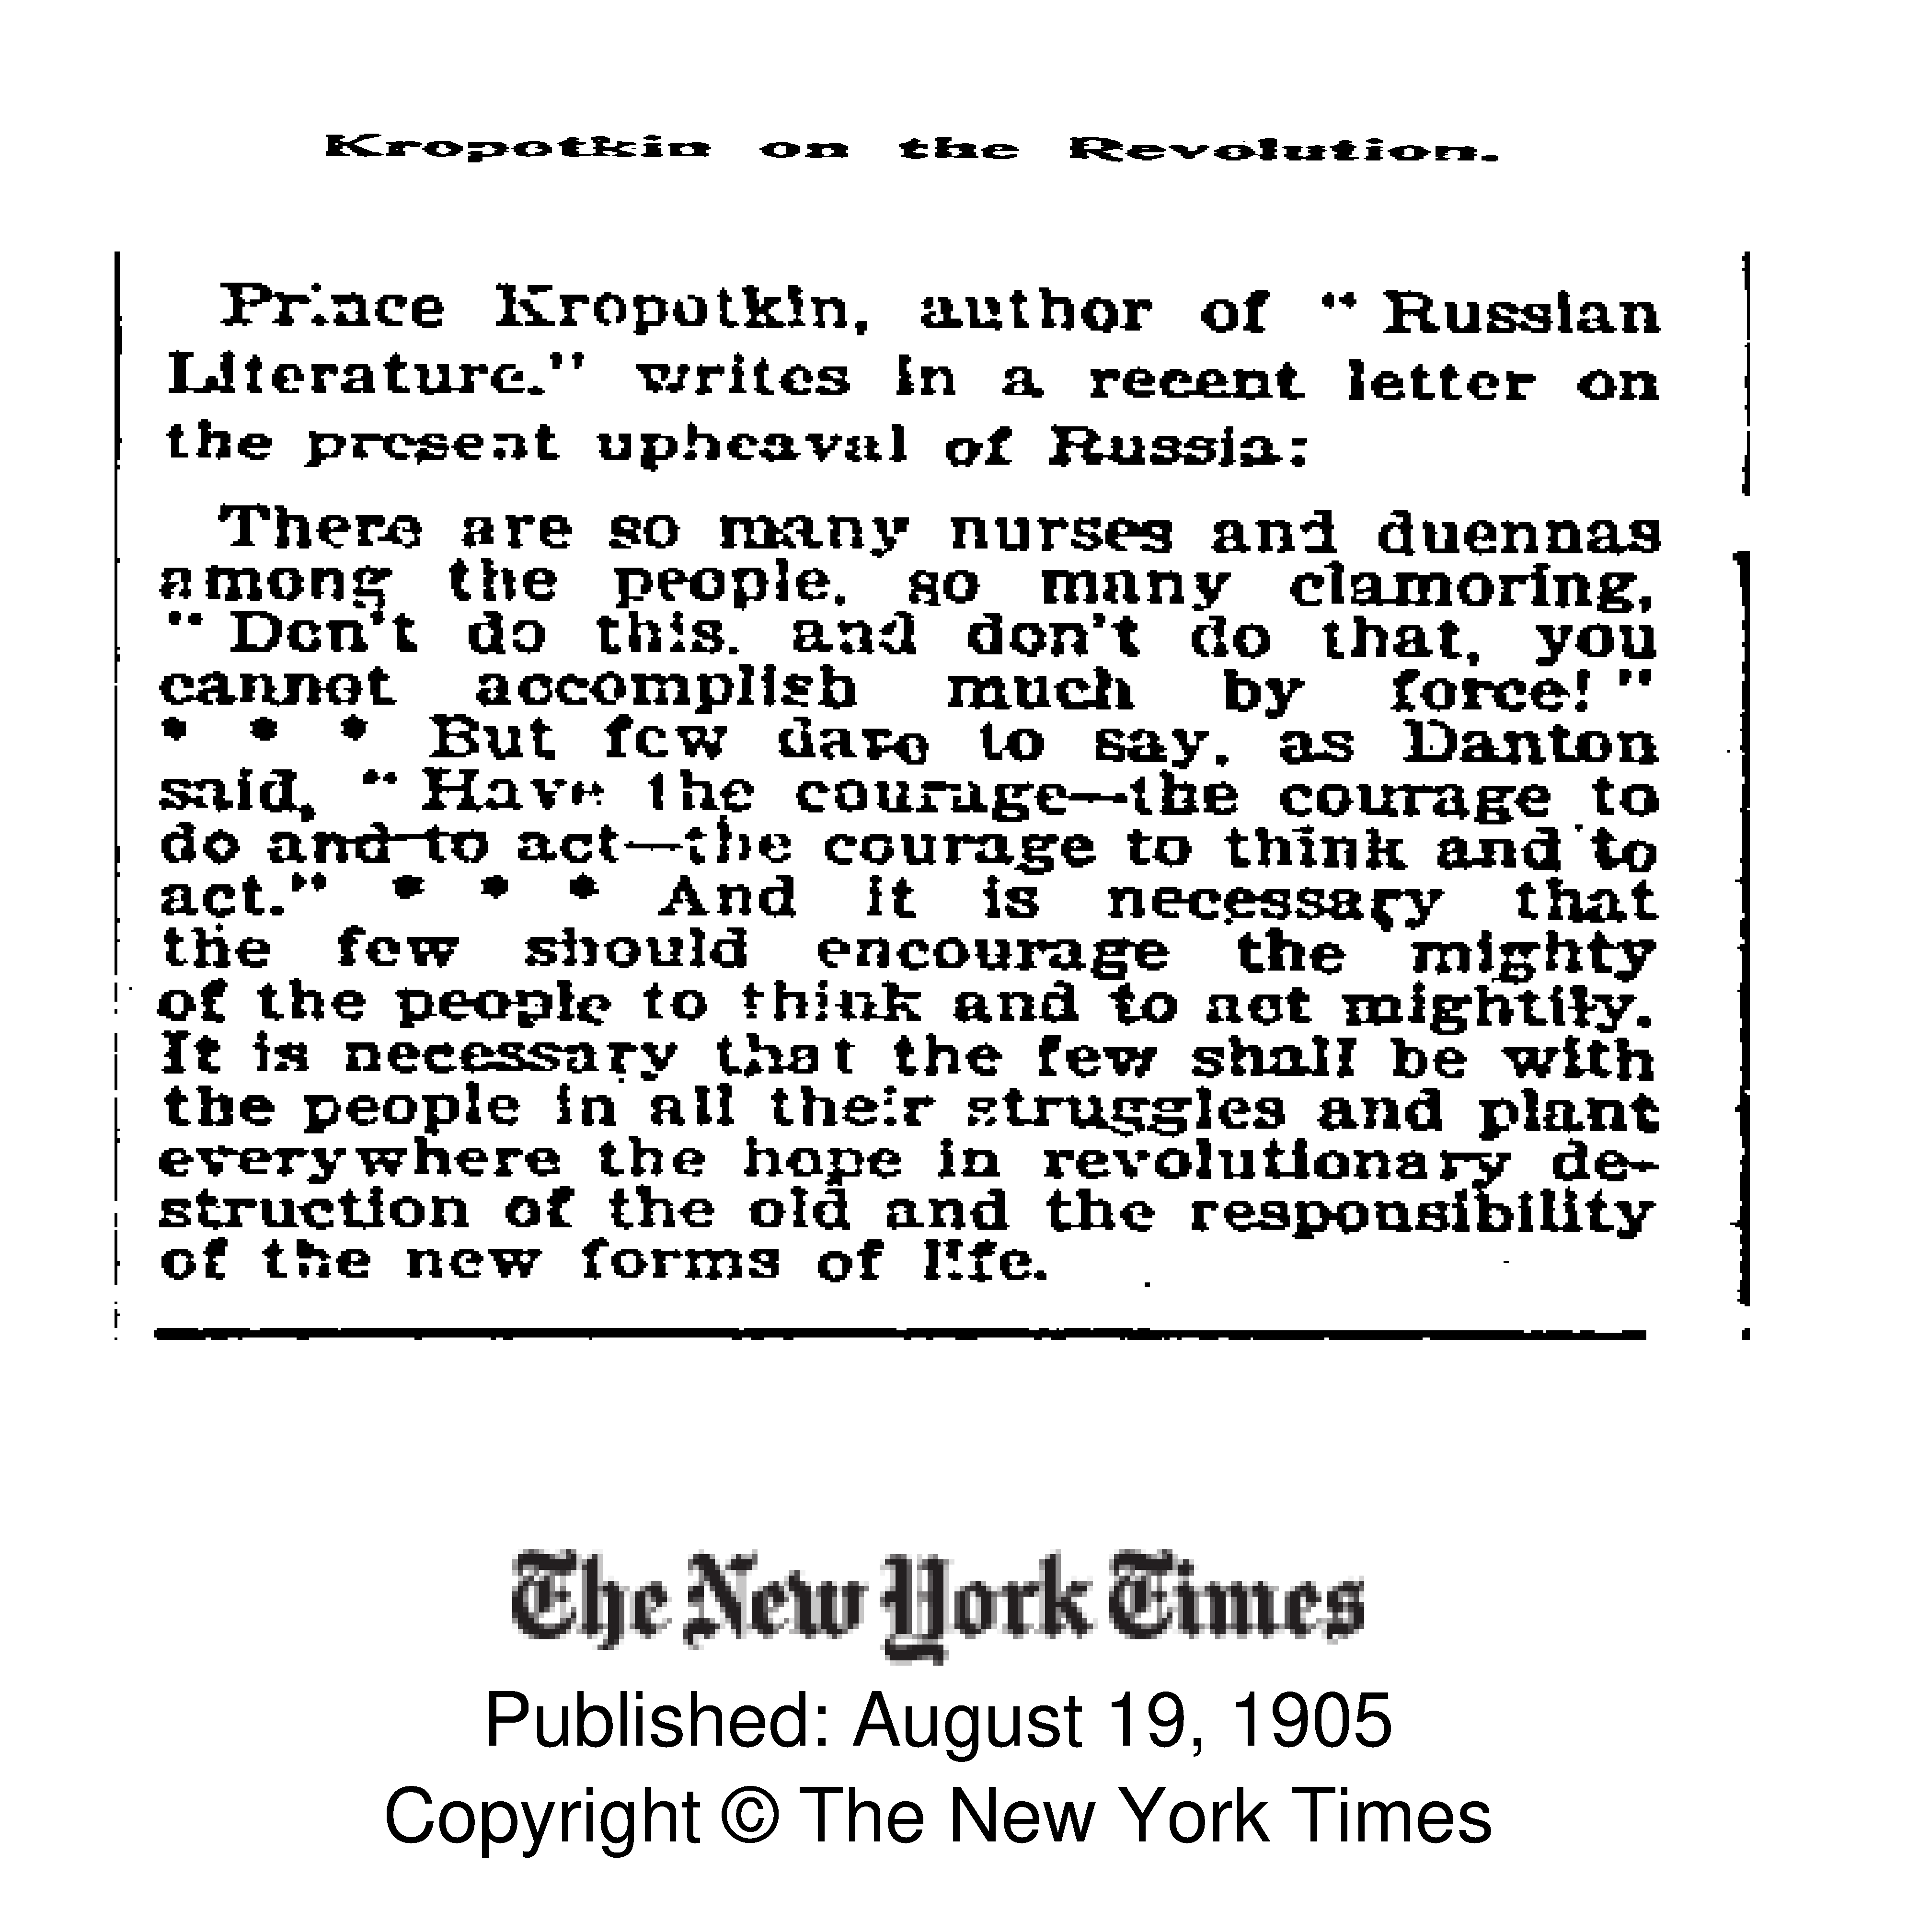 Kropotkin on the Revolution.
Prince Kropotkin, author of “Russian
Literature,” writes in a recent letter on
the present upheaval of Russia:
There are so many nurses and duennas
among the people, so many clamoring,
“Don't do this, and don't do that, you
cannot accomplish much by force!”
* * * But few dare to say, as Danton
said, “Have the courage—the courage to
do and to act—the courage to think and to
act.” * * * And it is necessary that
the few should encourage the mighty
of the people to think and to act mightily.
It is necessary that the few shall be with
the people in all their struggles and plant
everywhere the hope in revolutionary de-
struction of the old and the responsibility
of the new forms of life.
The New York Times
Published: August 19, 1905
Copyright © The New York Times